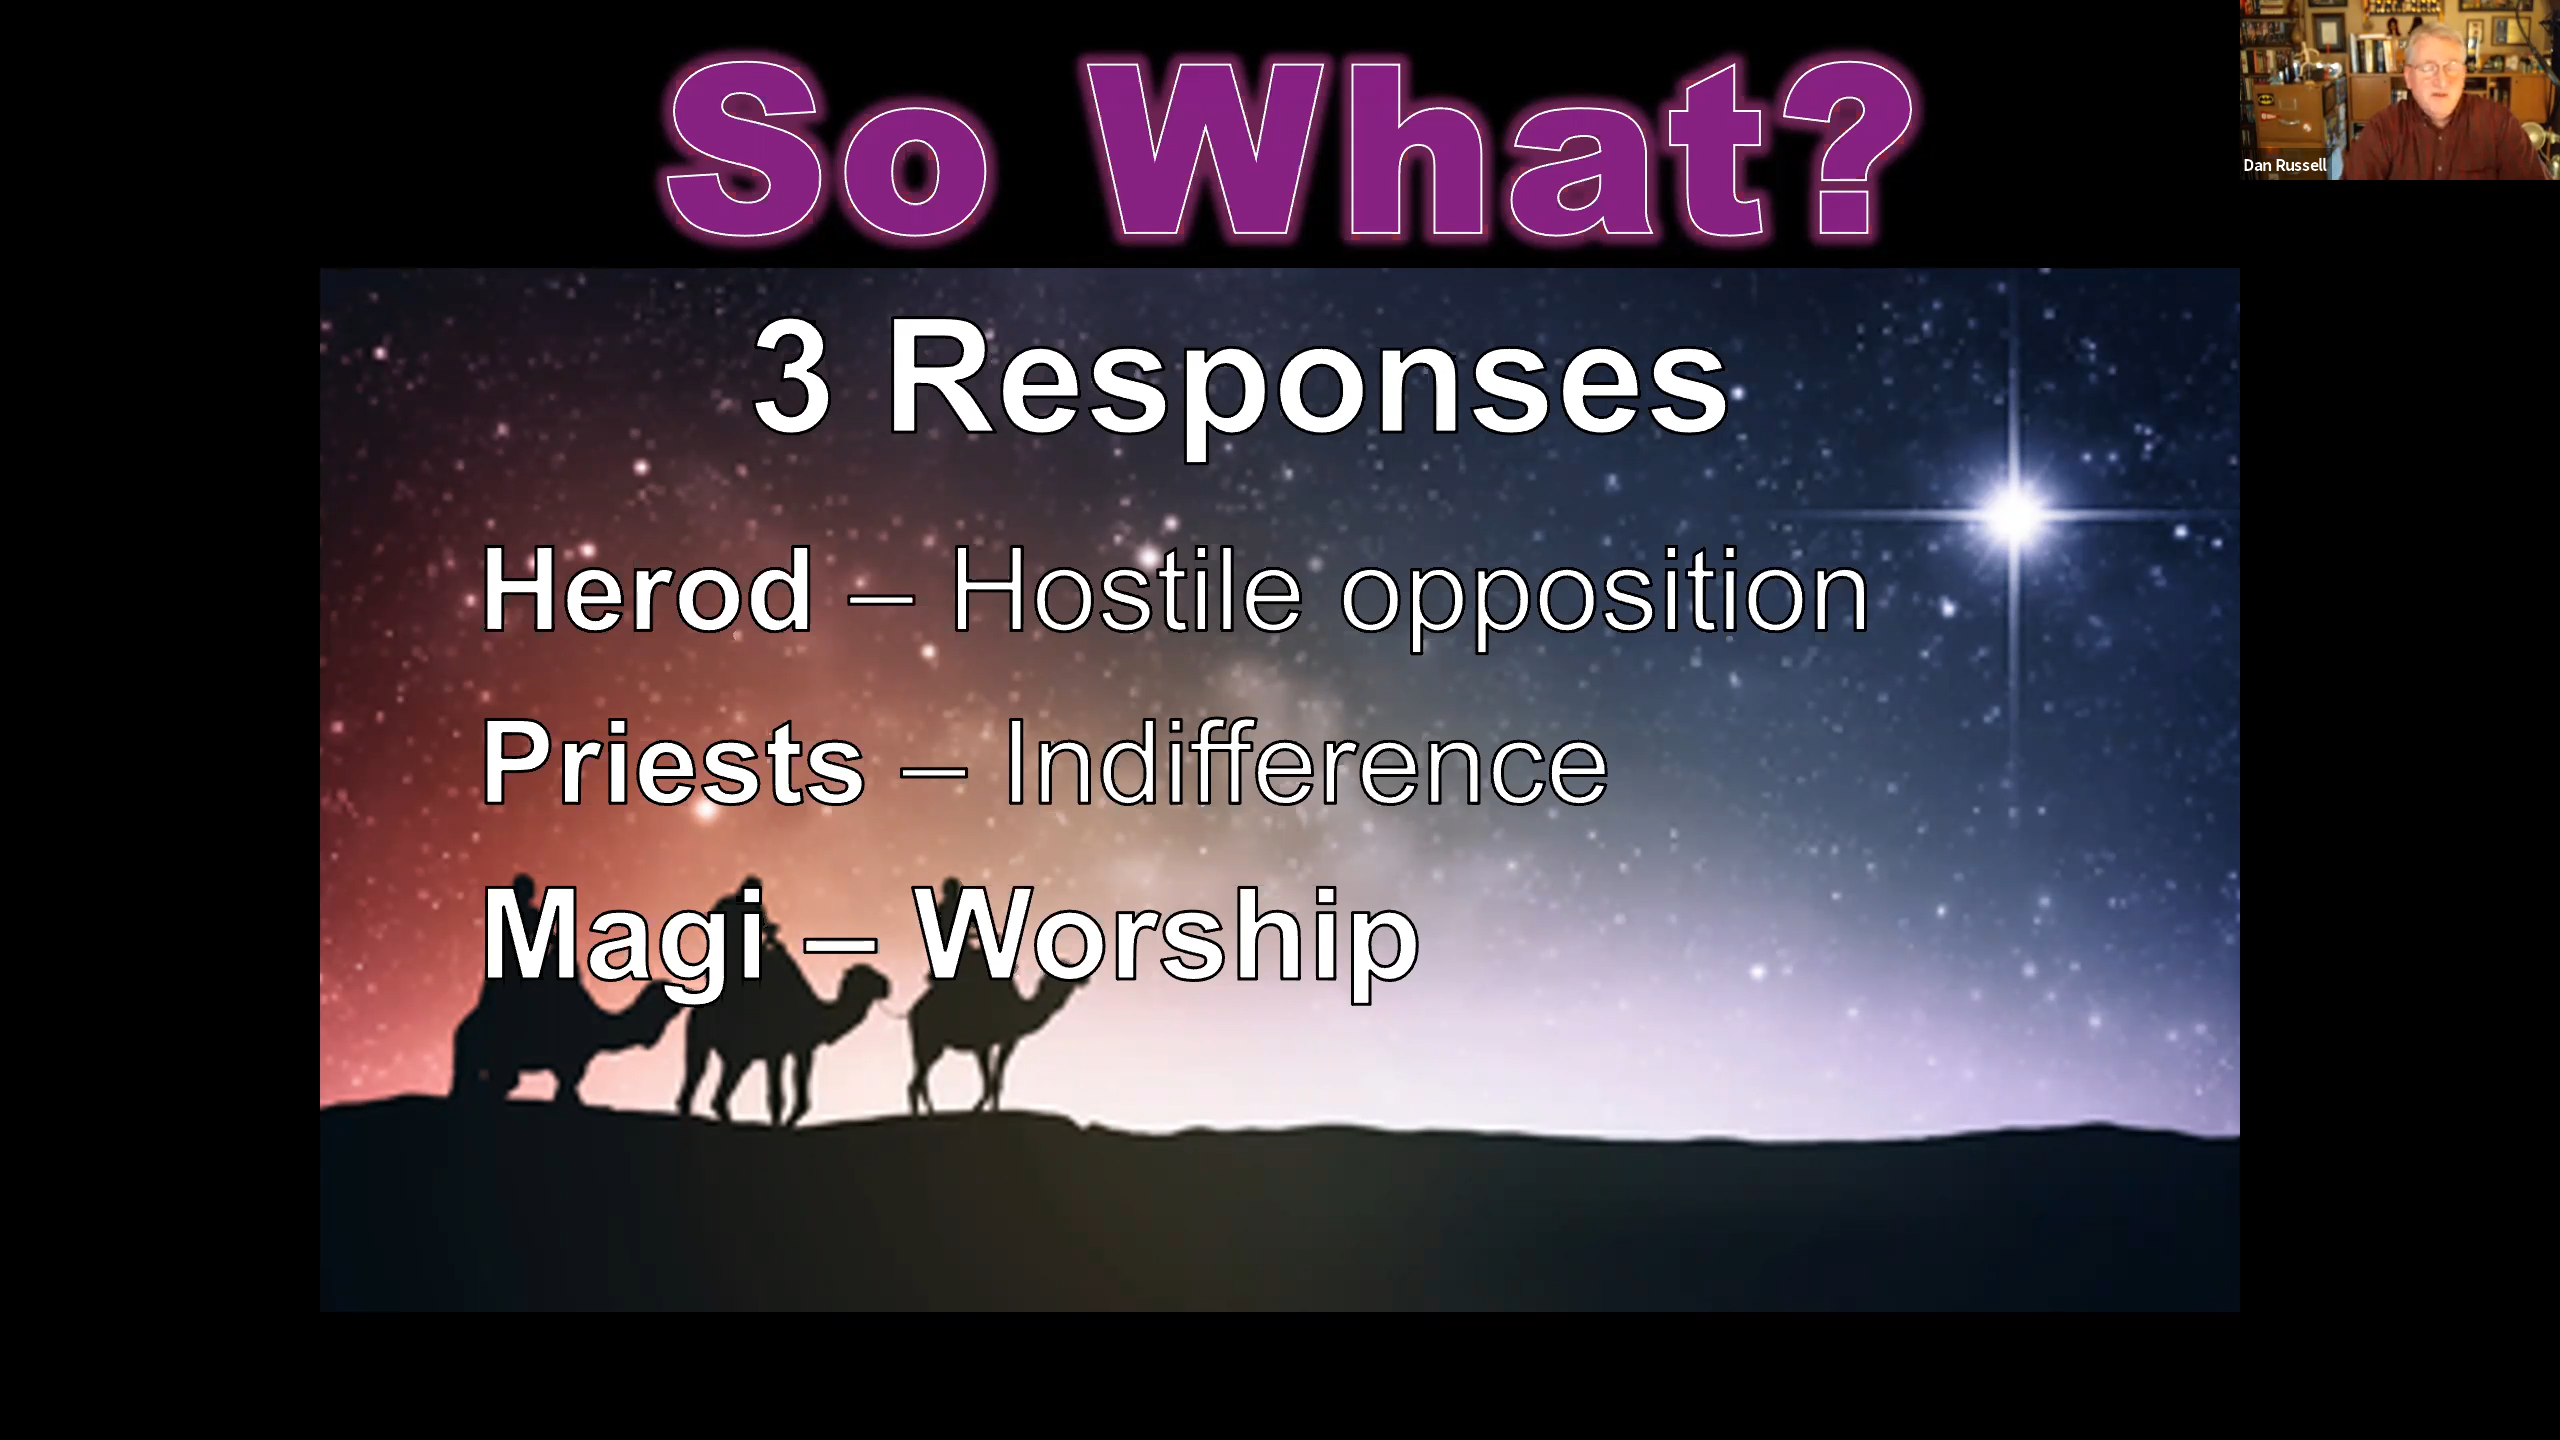 So What?
Dan Russell
3 Responses
Herod – Hostile opposition
Priests – Indifference
Magi – Worship